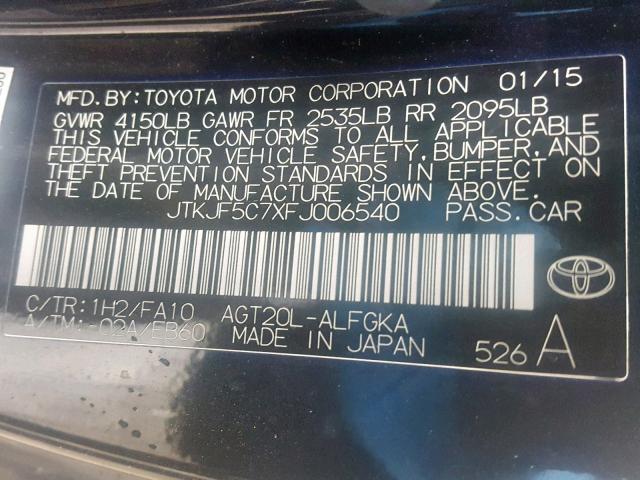 MFD.BY:TOYOTA MOTOR CORPORATION 01/15
GVWR 4150LB GAWR FR 2535LB RR 2095LB
THIS VEHICLE CONFORMS TO ALL APPLICABLE
FEDERAL MOTOR VEHICLE SAFETY, BUMPER, AND
THEFT PREVENTION STANDARDS IN EFFECT ON
THE DATE OF MANUFACTURE SHOWN ABOVE.
JTKJF5C7XFJ006540 PASS.CAR
C/TR:1H2/FA10 AGT20L-ALFGKA
A/TM:-02A/EB60 MADE IN JAPAN
526 A